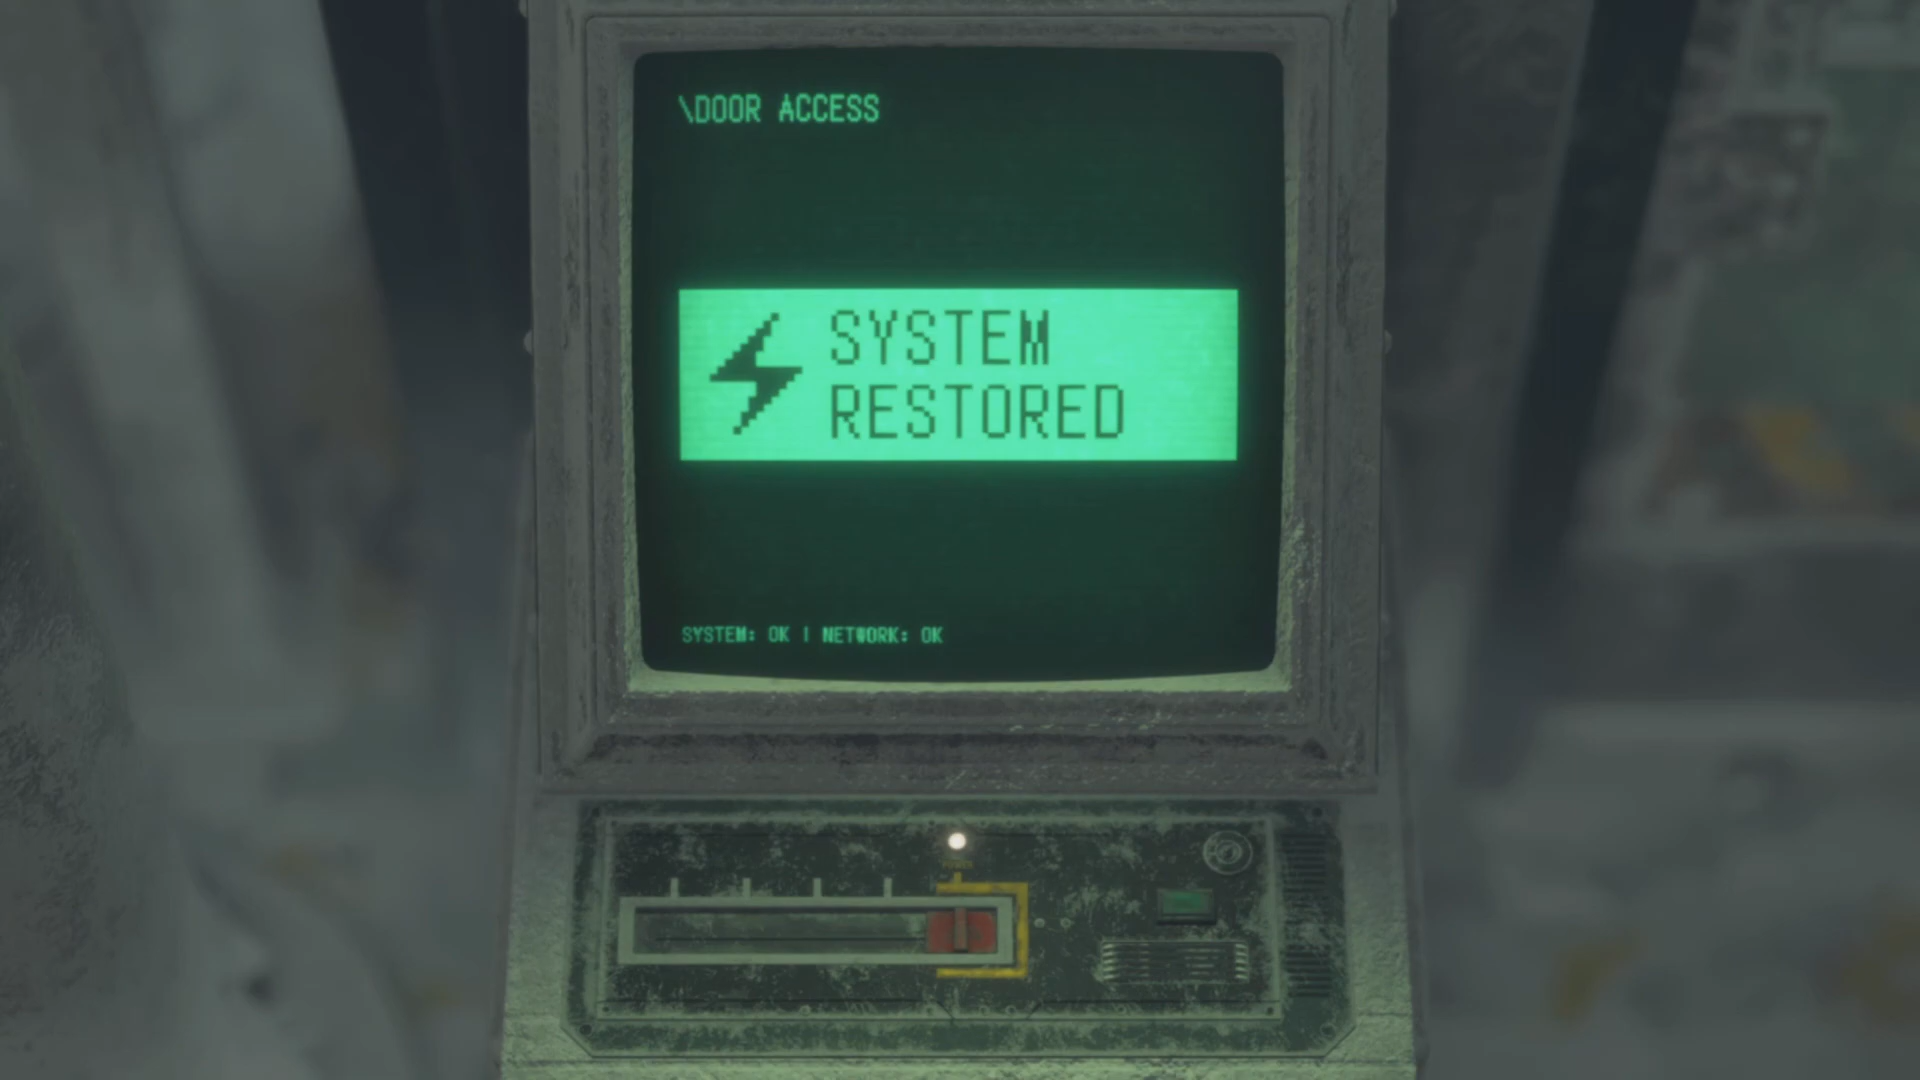 \DOOR ACCESS
SYSTEM
RESTORED
SYSTEM: OK | NETWORK: OK